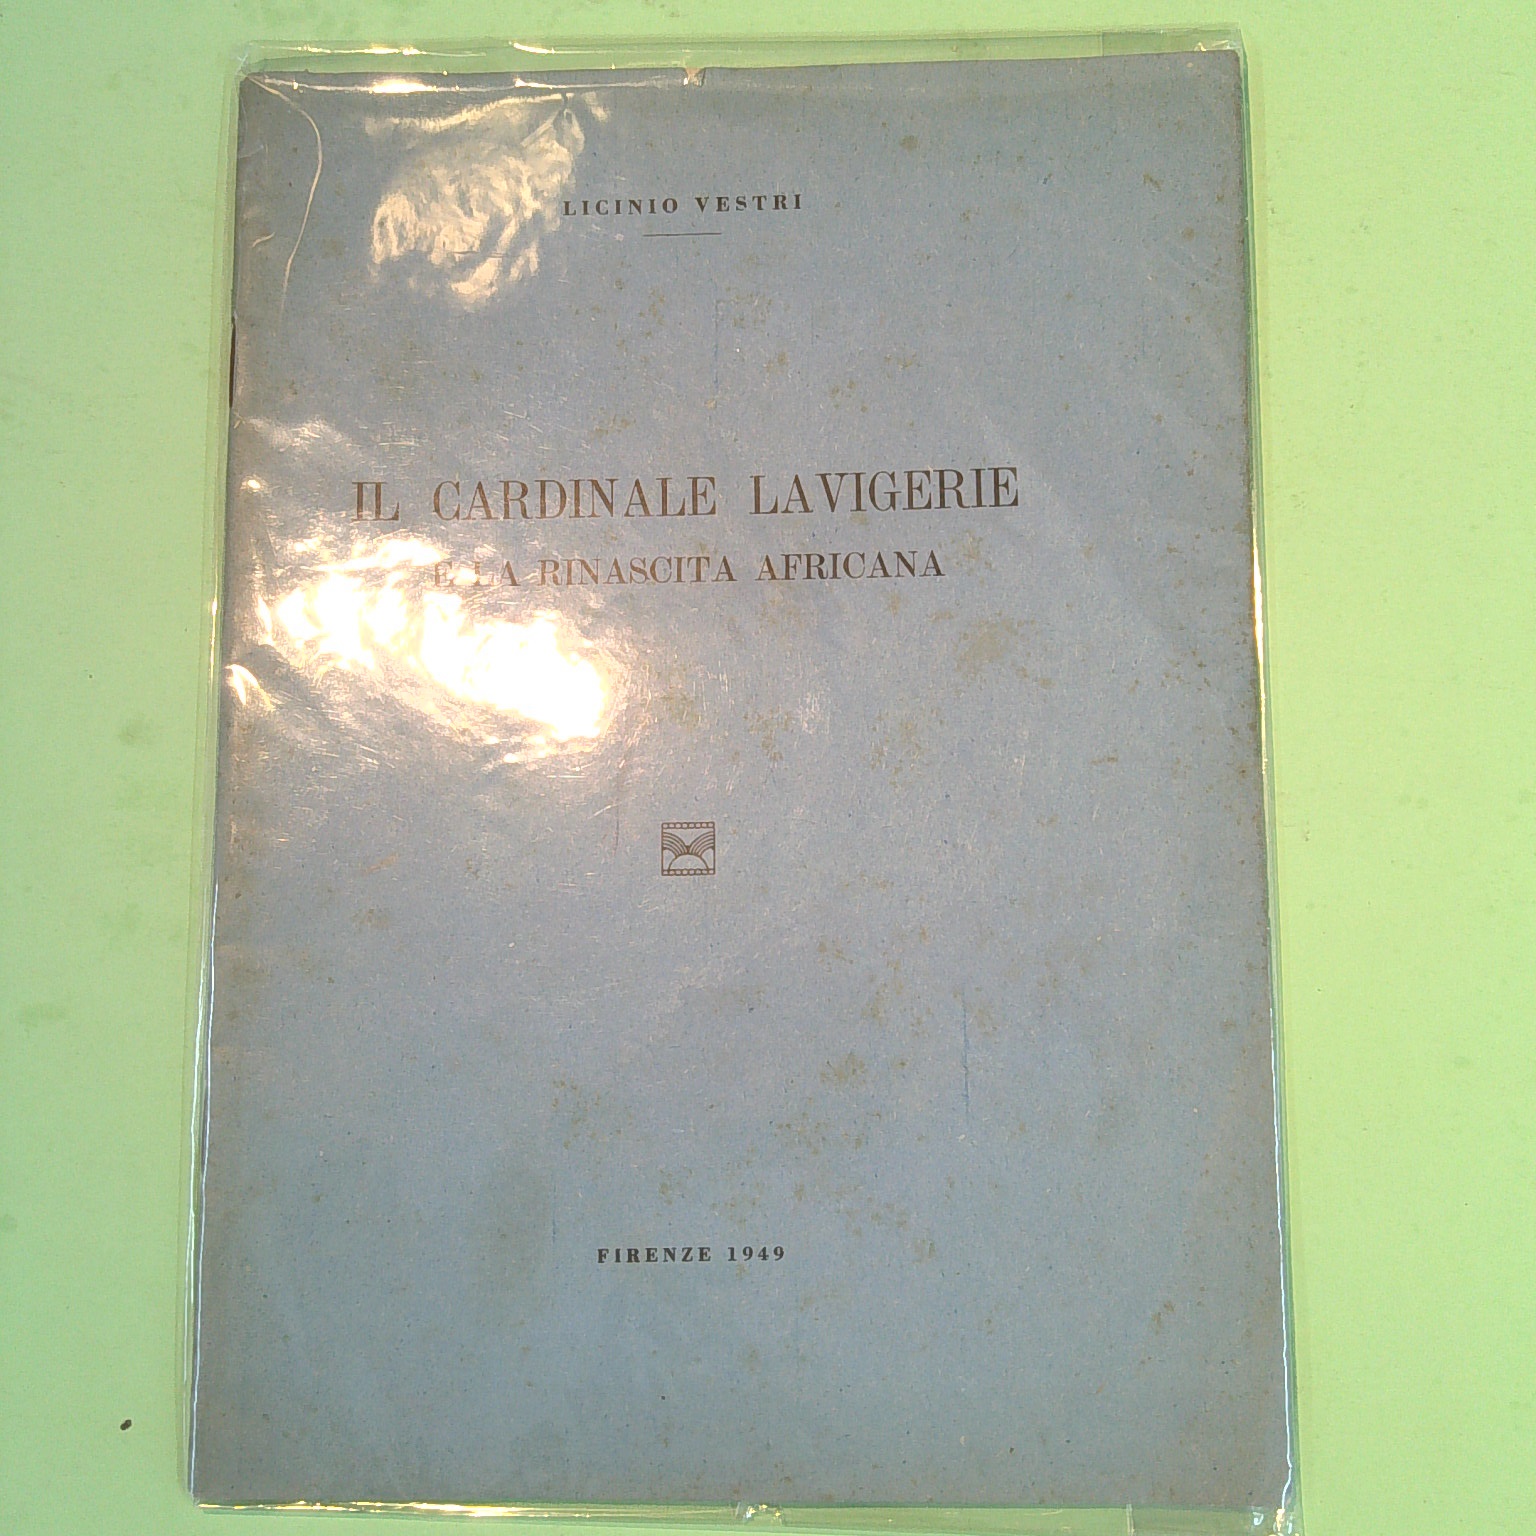 LICINIO VESTRI
IL CARDINALE LAVIGERIE
E LA RINASCITA AFRICANA
FIRENZE 1949